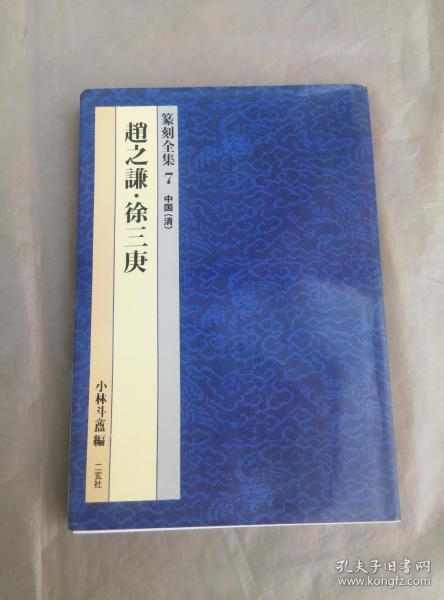 篆刻全集 7 中国（清）
趙之謙・徐三庚
小林斗盦編 二玄社
孔夫子旧书网
www.kongfz.com